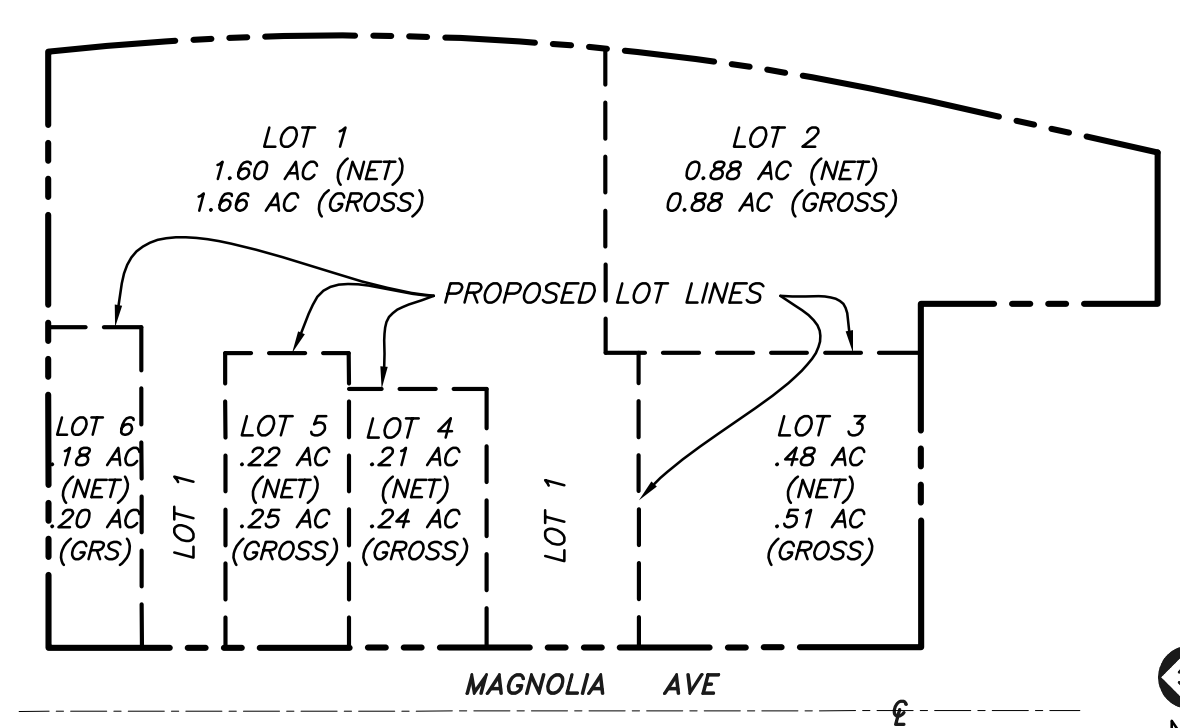 LOT 1
1.60 AC (NET)
1.66 AC (GROSS)
LOT 2
0.88 AC (NET)
0.88 AC (GROSS)
PROPOSED LOT LINES
LOT 6
.18 AC
(NET)
.20 AC
(GRS)
LOT 1
LOT 5
.22 AC
(NET)
.25 AC
(GROSS)
LOT 4
.21 AC
(NET)
.24 AC
(GROSS)
LOT 1
LOT 3
.48 AC
(NET)
.51 AC
(GROSS)
MAGNOLIA AVE
℄